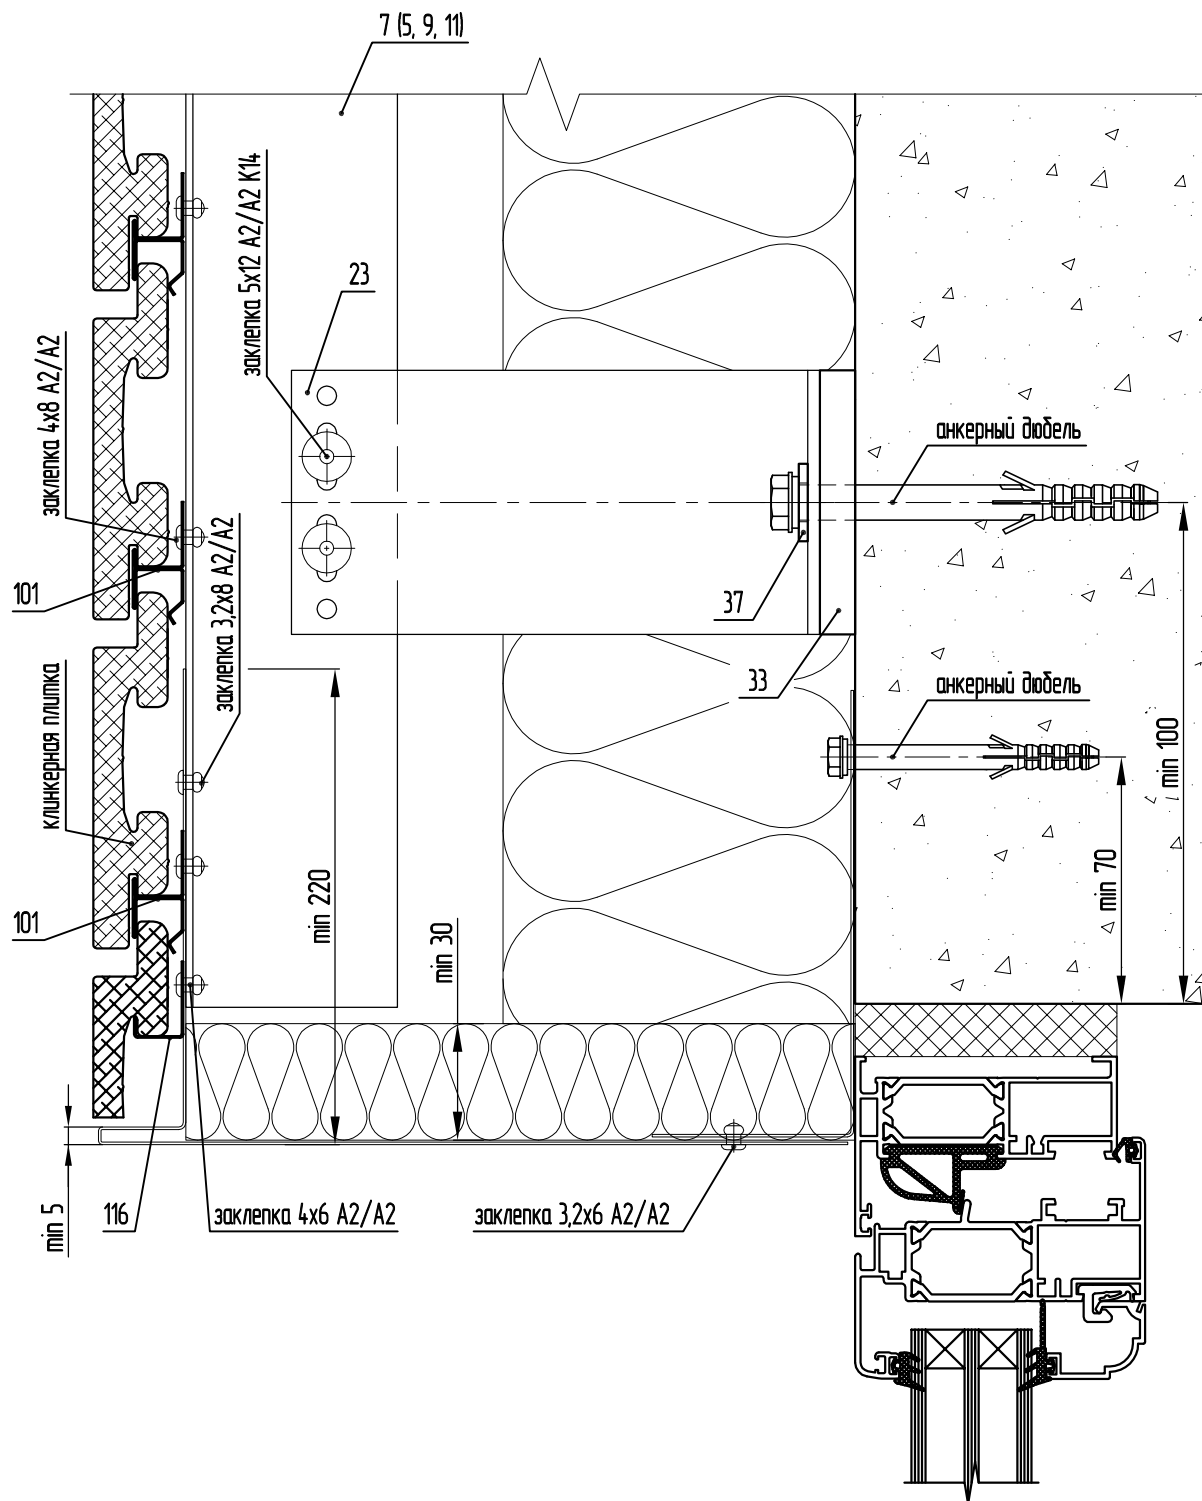 7 (5, 9, 11)
заклепка 5х12 А2/А2 К14
23
заклепка 4х8 А2/А2
анкерный дюбель
101
заклепка 3,2х8 А2/А2
37
33
анкерный дюбель
клинкерная плитка
min 100
min 220
min 70
min 30
101
min 5
116
заклепка 4х6 А2/А2
заклепка 3,2х6 А2/А2